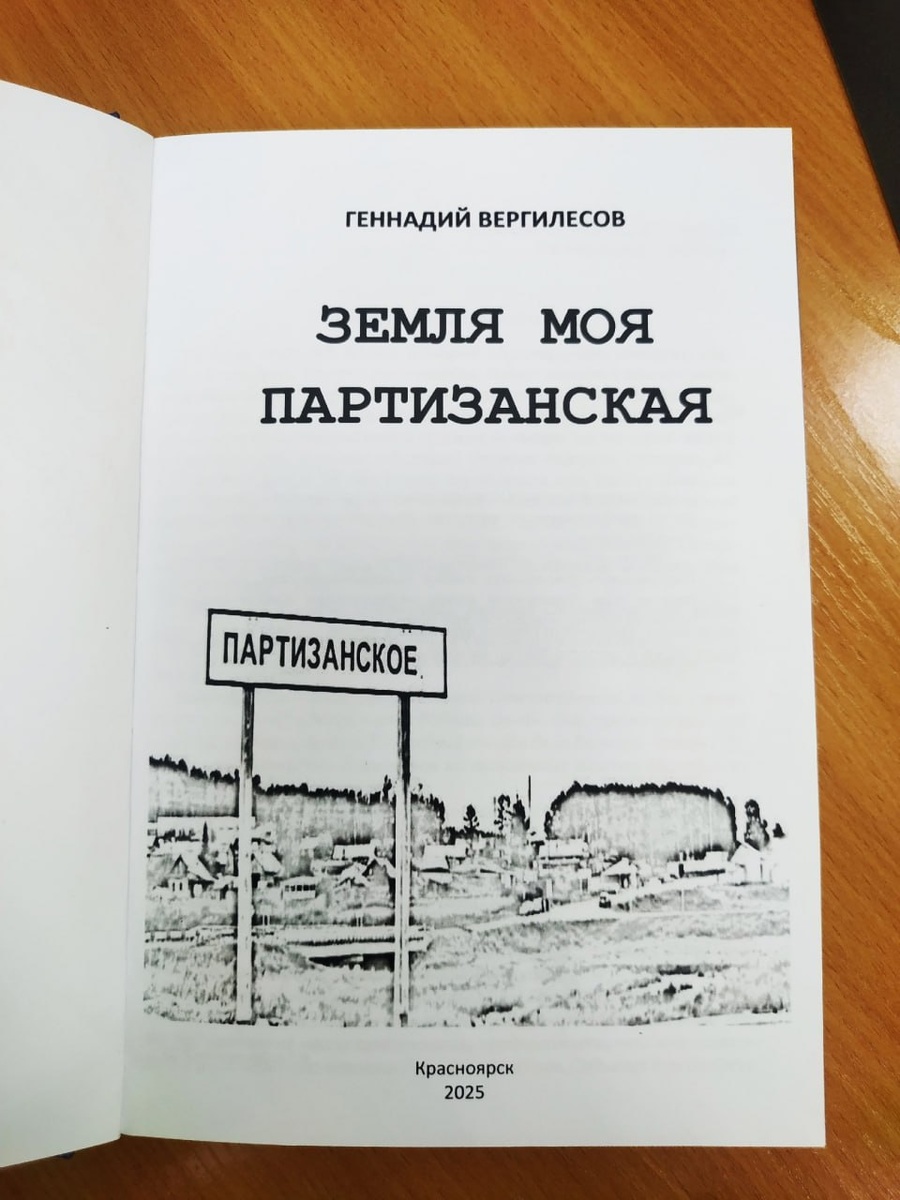 ГЕННАДИЙ ВЕРГИЛЕСОВ
ЗЕМЛЯ МОЯ
ПАРТИЗАНСКАЯ
ПАРТИЗАНСКОЕ
Красноярск
2025